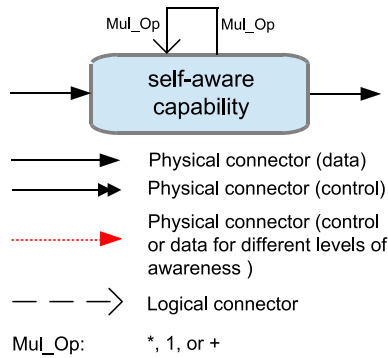 Mul_Op Mul_Op
self-aware
capability
Physical connector (data)
Physical connector (control)
Physical connector (control
or data for different levels of
awareness )
Logical connector
Mul_Op: *, 1, or +